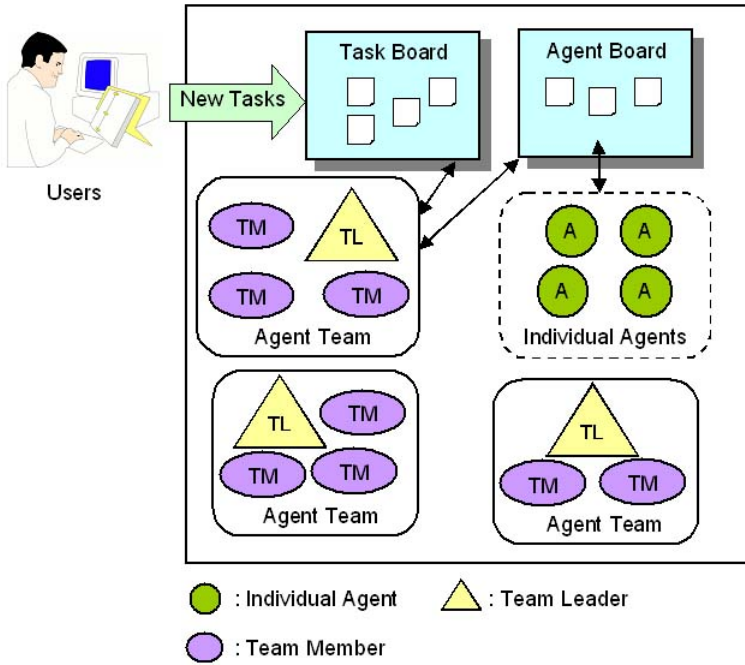 Task Board
Agent Board
New Tasks
Users
TM
TL
TM
TM
Agent Team
A
A
A
A
Individual Agents
TL
TM
TM
TM
Agent Team
TL
TM
TM
Agent Team
: Individual Agent
: Team Leader
: Team Member